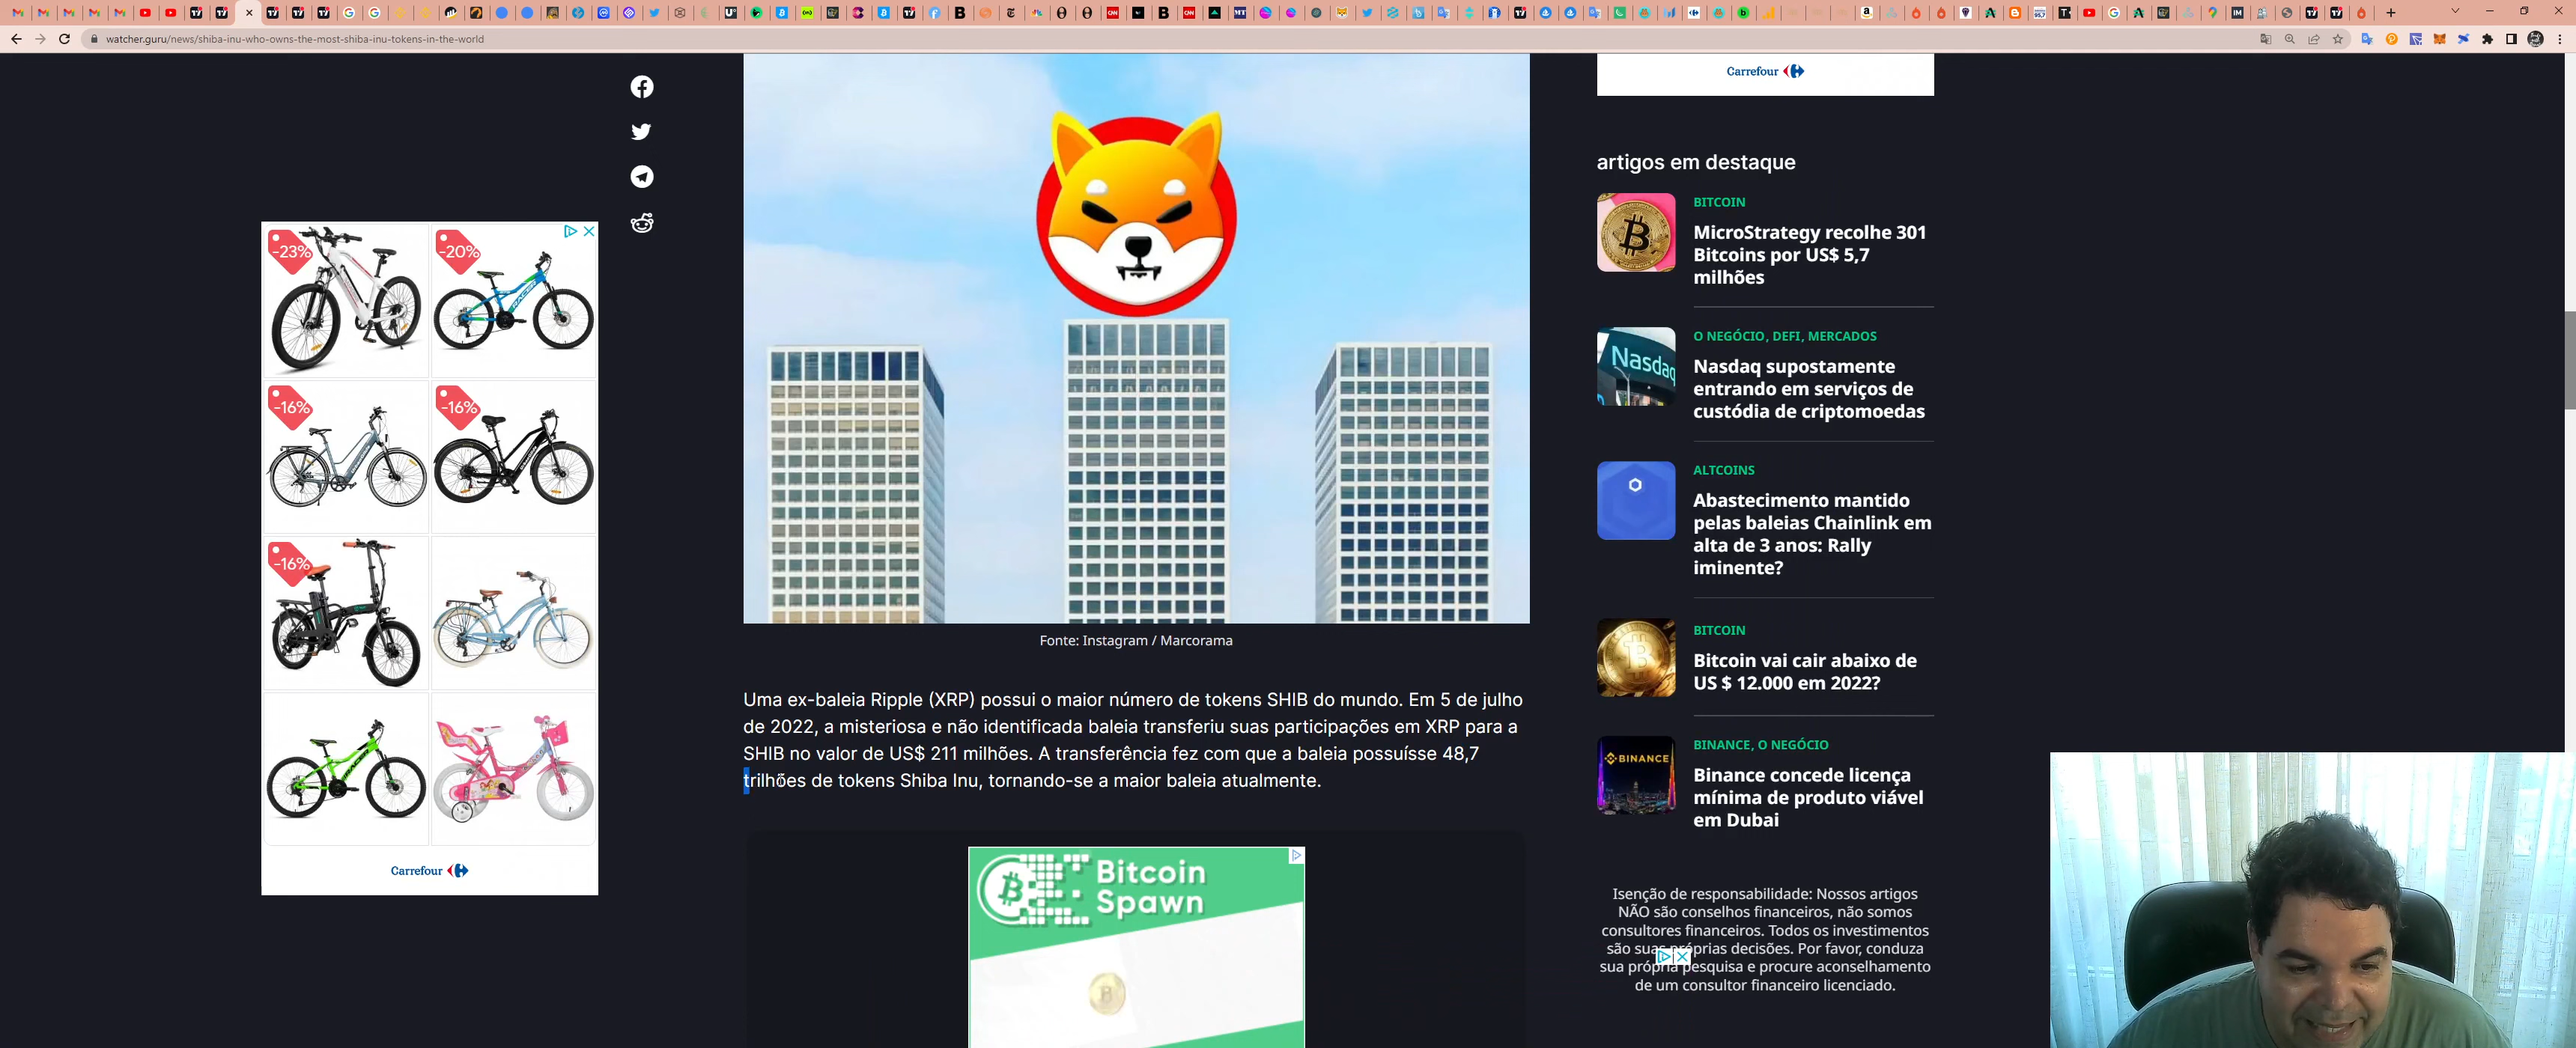 watcher.guru/news/shiba-inu-who-owns-the-most-shiba-inu-tokens-in-the-world
-23%
-20%
-16%
-16%
-16%
Carrefour
Fonte: Instagram / Marcorama
Uma ex-baleia Ripple (XRP) possui o maior número de tokens SHIB do mundo. Em 5 de julho
de 2022, a misteriosa e não identificada baleia transferiu suas participações em XRP para a
SHIB no valor de US$ 211 milhões. A transferência fez com que a baleia possuísse 48,7
trilhões de tokens Shiba Inu, tornando-se a maior baleia atualmente.
Bitcoin
Spawn
Carrefour
artigos em destaque
BITCOIN
MicroStrategy recolhe 301
Bitcoins por US$ 5,7
milhões
Nasdaq
O NEGÓCIO, DEFI, MERCADOS
Nasdaq supostamente
entrando em serviços de
custódia de criptomoedas
ALTCOINS
Abastecimento mantido
pelas baleias Chainlink em
alta de 3 anos: Rally
iminente?
BITCOIN
Bitcoin vai cair abaixo de
US $ 12.000 em 2022?
BINANCE
BINANCE, O NEGÓCIO
Binance concede licença
mínima de produto viável
em Dubai
Isenção de responsabilidade: Nossos artigos
NÃO são conselhos financeiros, não somos
consultores financeiros. Todos os investimentos
são suas próprias decisões. Por favor, conduza
sua própria pesquisa e procure aconselhamento
de um consultor financeiro licenciado.